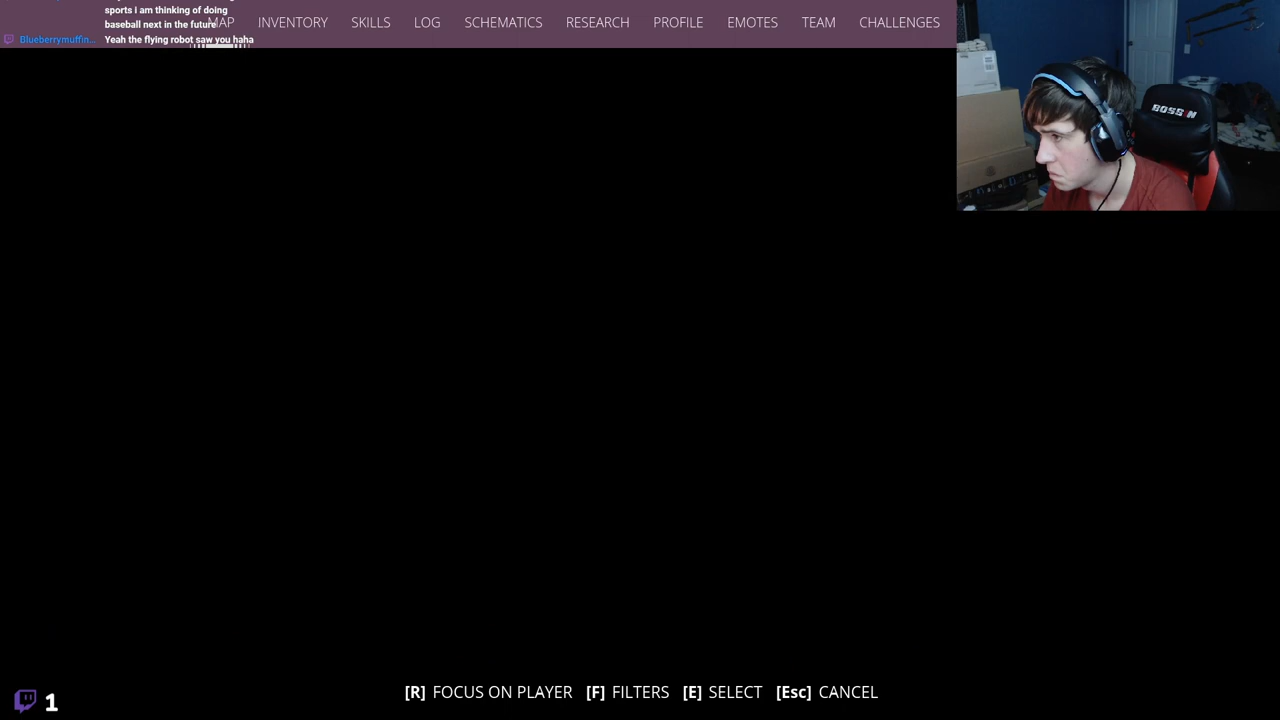 sports i am thinking of doing
baseball next in the future
Blueberrymuffin... Yeah the flying robot saw you haha
MAP INVENTORY SKILLS LOG SCHEMATICS RESEARCH PROFILE EMOTES TEAM CHALLENGES
BOSSIN
1
[R] FOCUS ON PLAYER [F] FILTERS [E] SELECT [Esc] CANCEL